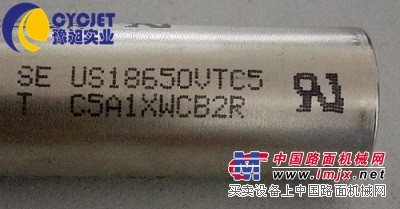 CYCJET
豫昶实业
SE US18650VTC5
T C5A1XWCB2R
中国路面机械网
www.lmjx.net
买卖设备上中国路面机械网